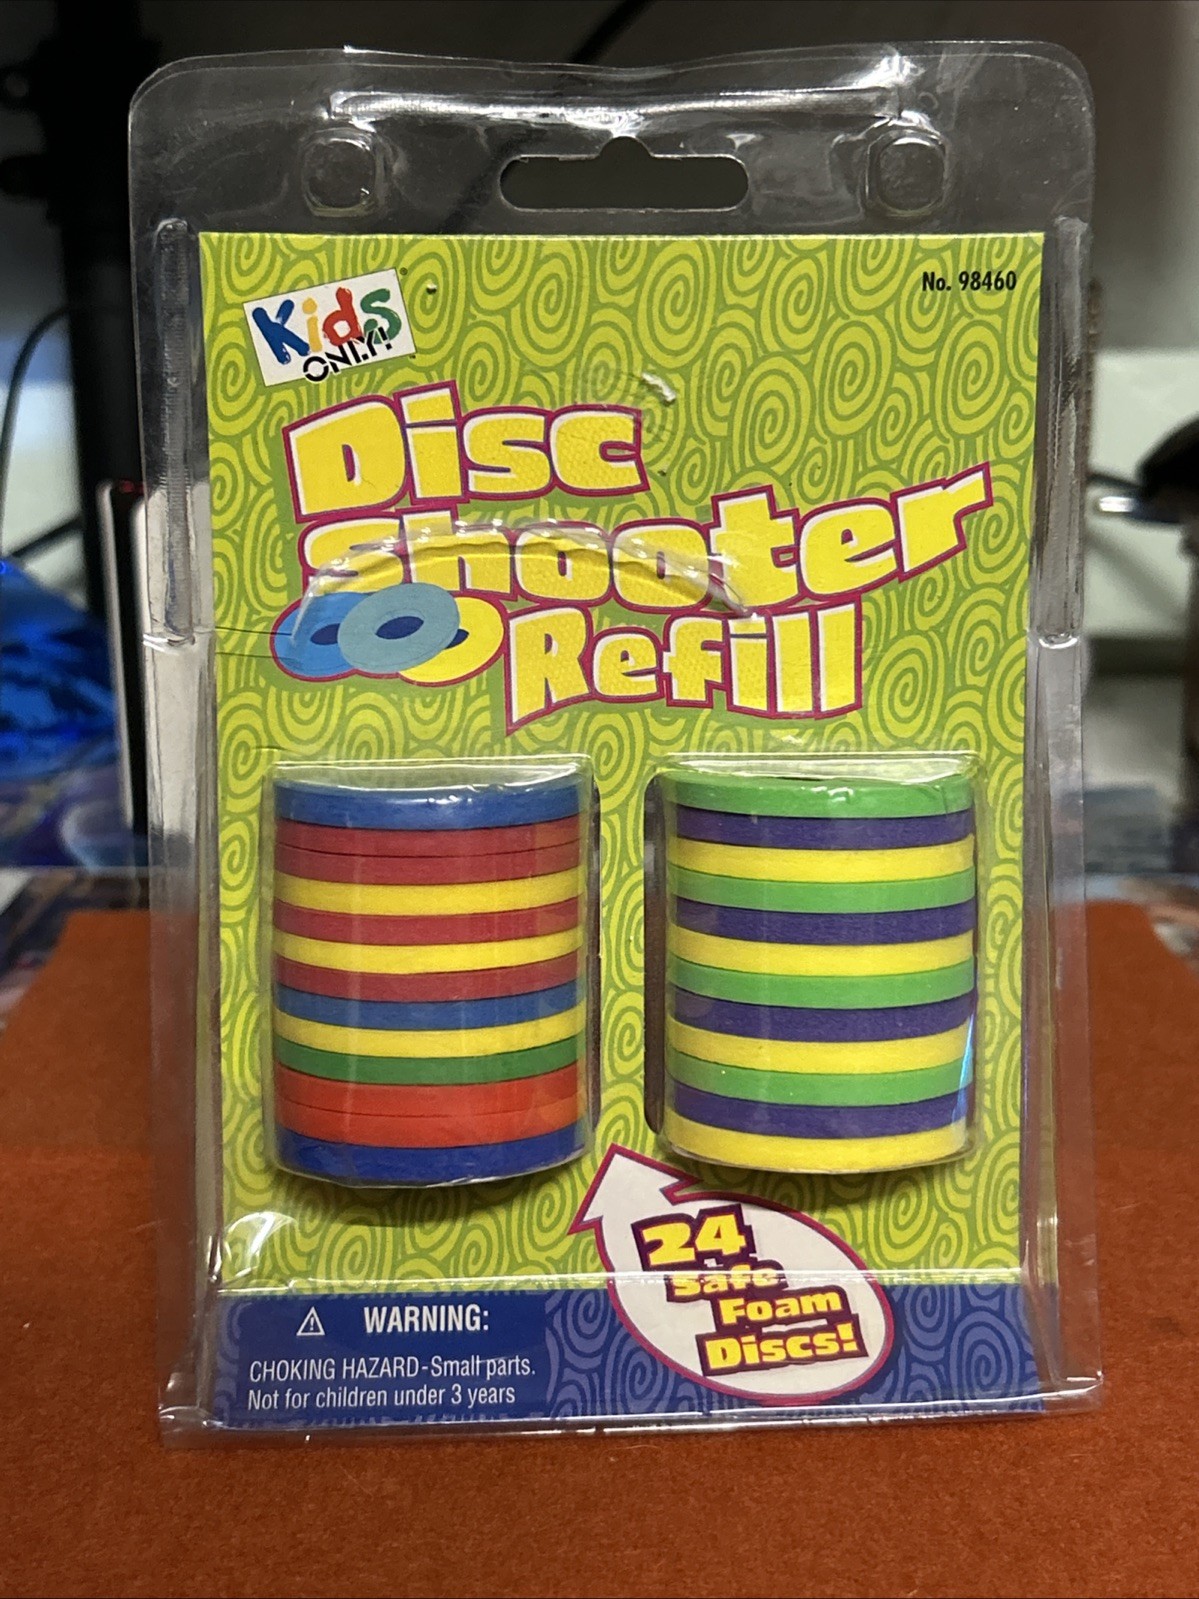 Kids
ONLY!
No. 98460
Disc
Shooter
Refill
24
Safe
Foam
Discs!
WARNING:
CHOKING HAZARD-Small parts.
Not for children under 3 years